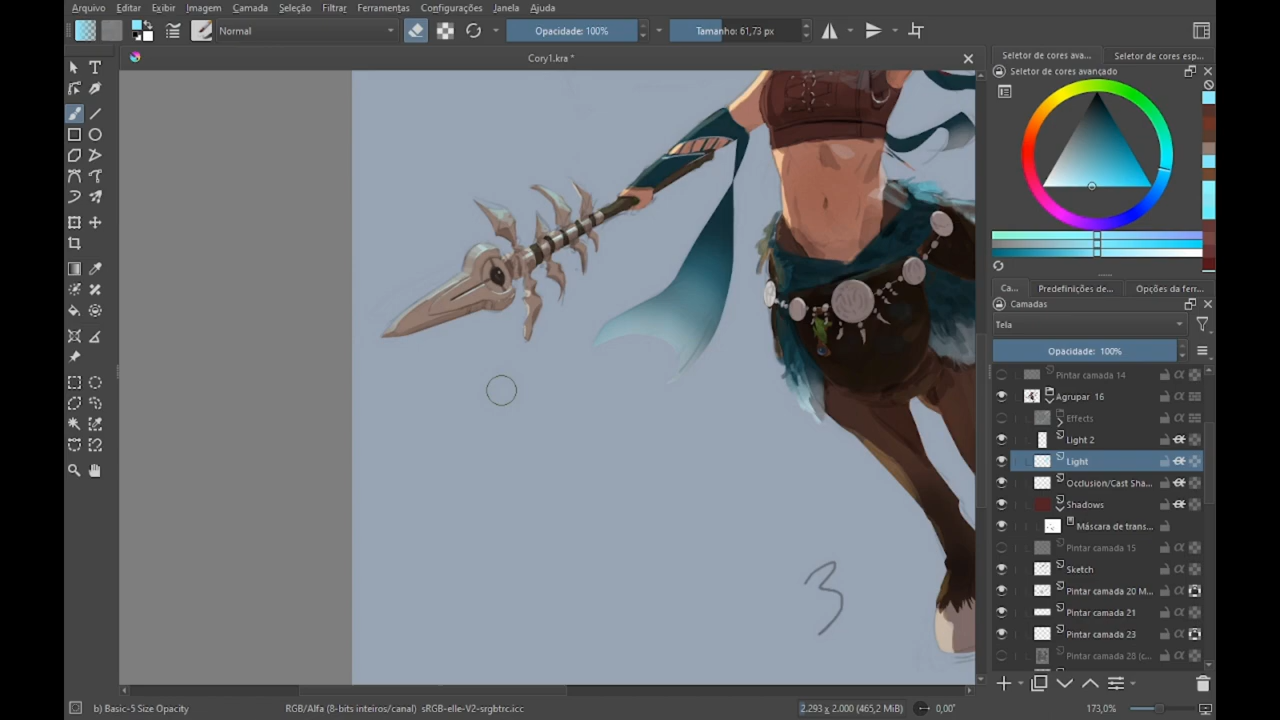 Arquivo Editar Exibir Imagem Camada Seleção Filtrar Ferramentas Configurações Janela Ajuda
Normal Opacidade: 100% Tamanho: 61,73 px
Cory1.kra *
Seletor de cores ava... Seletor de cores esp...
Seletor de cores avançado
Ca... Predefinições de... Opções da ferr...
Camadas
Tela
Opacidade: 100%
Pintar camada 14
Agrupar 16
Effects
Light 2
Light
Occlusion/Cast Sha...
Shadows
Máscara de trans...
Pintar camada 15
Sketch
Pintar camada 20 M...
Pintar camada 21
Pintar camada 23
Pintar camada 28 (c...
3
b) Basic-5 Size Opacity RGB/Alfa (8-bits inteiros/canal) sRGB-elle-V2-srgbtrc.icc 2.293 x 2.000 (465,2 MiB) 0,00° 173,0%